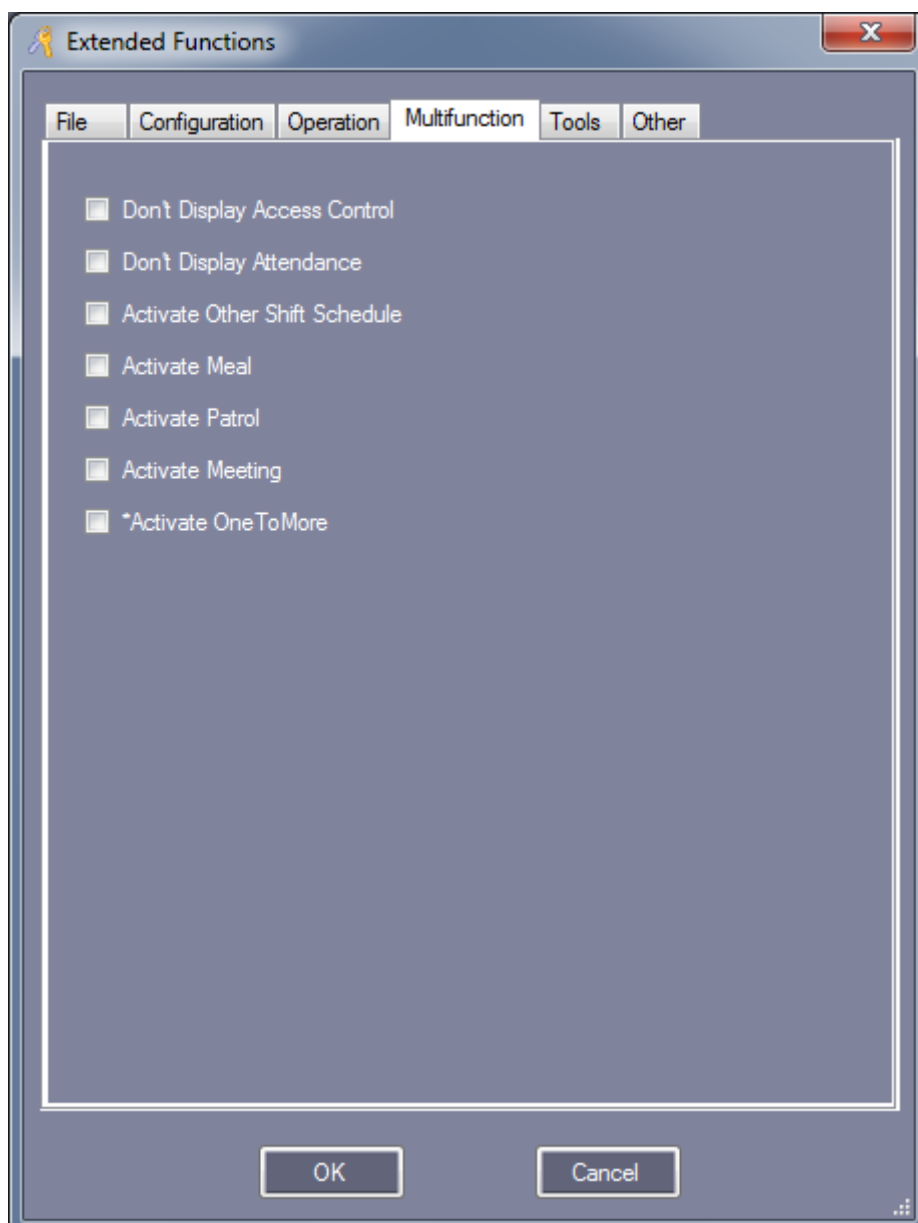 Extended Functions
File Configuration Operation Multifunction Tools Other
Don't Display Access Control
Don't Display Attendance
Activate Other Shift Schedule
Activate Meal
Activate Patrol
Activate Meeting
*Activate OneToMore
OK Cancel